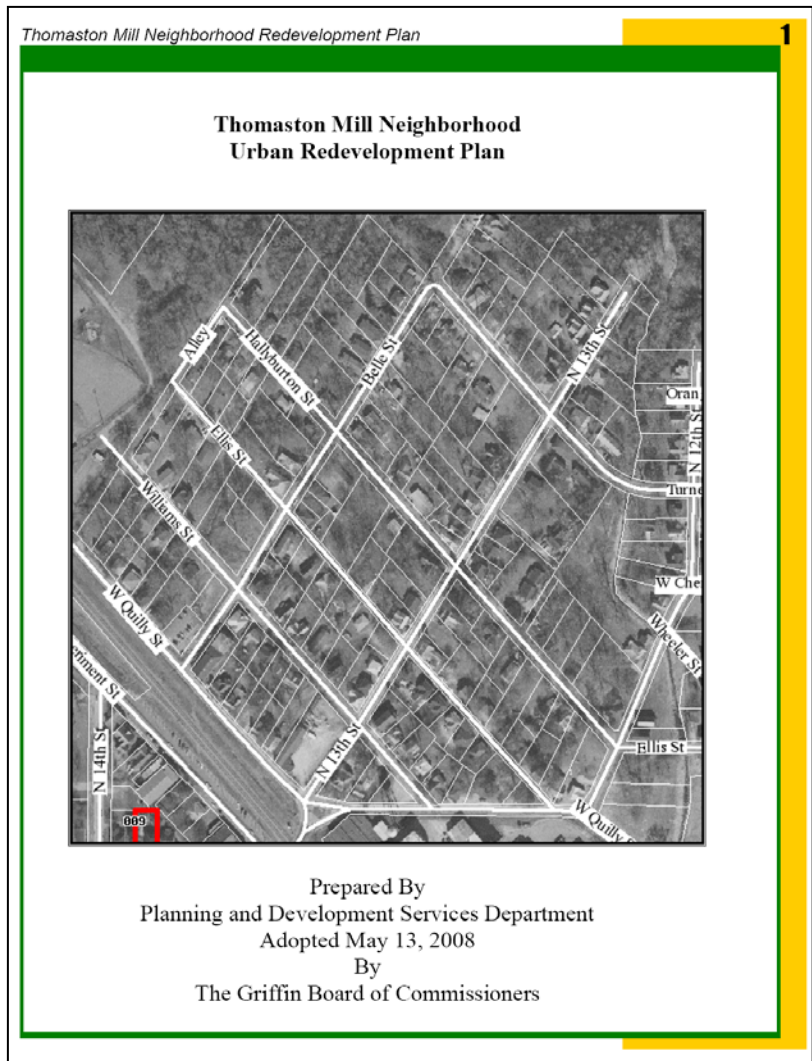 Thomaston Mill Neighborhood Redevelopment Plan
1
Thomaston Mill Neighborhood
Urban Redevelopment Plan
Alley
Hallyburton St
Belle St
N 13th St
Oran
N 12th St
Ellis St
Turne
Williams St
W Che
W Quilly St
Wheeler St
eriment St
N 14th St
N 13th St
Ellis St
009
W Quilly S
Prepared By
Planning and Development Services Department
Adopted May 13, 2008
By
The Griffin Board of Commissioners